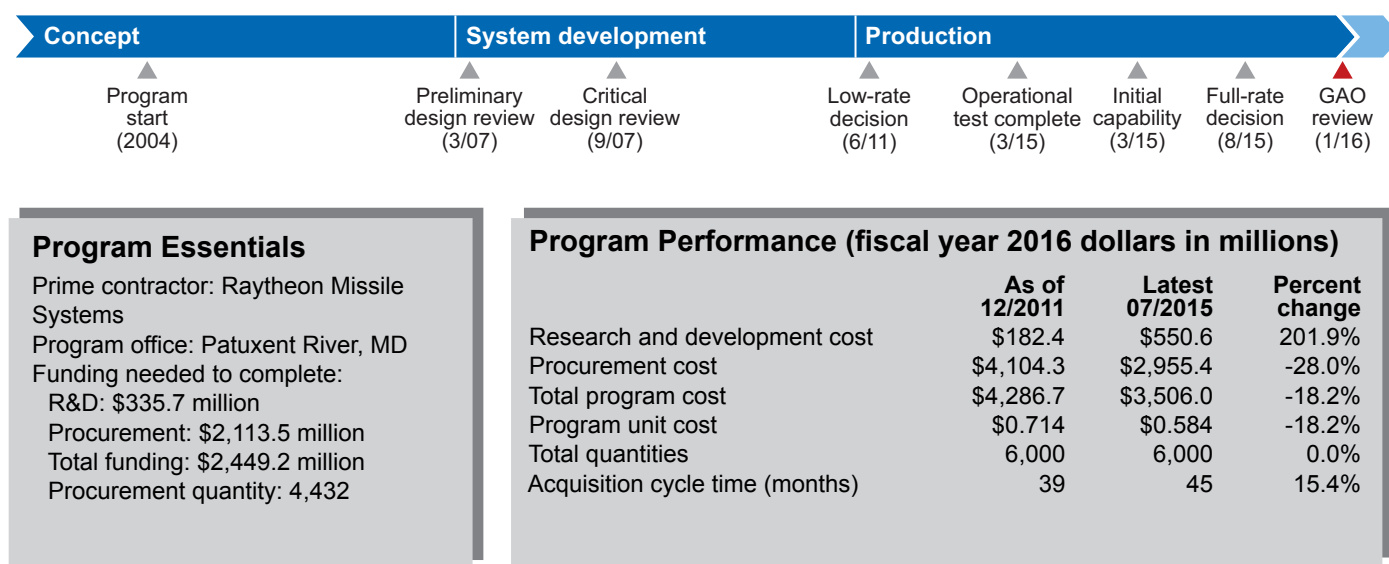 Concept System development Production
Program start (2004)
Preliminary design review (3/07)
Critical design review (9/07)
Low-rate decision (6/11)
Operational test complete (3/15)
Initial capability (3/15)
Full-rate decision (8/15)
GAO review (1/16)
Program Essentials
Prime contractor: Raytheon Missile
Systems
Program office: Patuxent River, MD
Funding needed to complete:
R&D: $335.7 million
Procurement: $2,113.5 million
Total funding: $2,449.2 million
Procurement quantity: 4,432
Program Performance (fiscal year 2016 dollars in millions)
As of 12/2011 Latest 07/2015 Percent change
Research and development cost $182.4 $550.6 201.9%
Procurement cost $4,104.3 $2,955.4 -28.0%
Total program cost $4,286.7 $3,506.0 -18.2%
Program unit cost $0.714 $0.584 -18.2%
Total quantities 6,000 6,000 0.0%
Acquisition cycle time (months) 39 45 15.4%